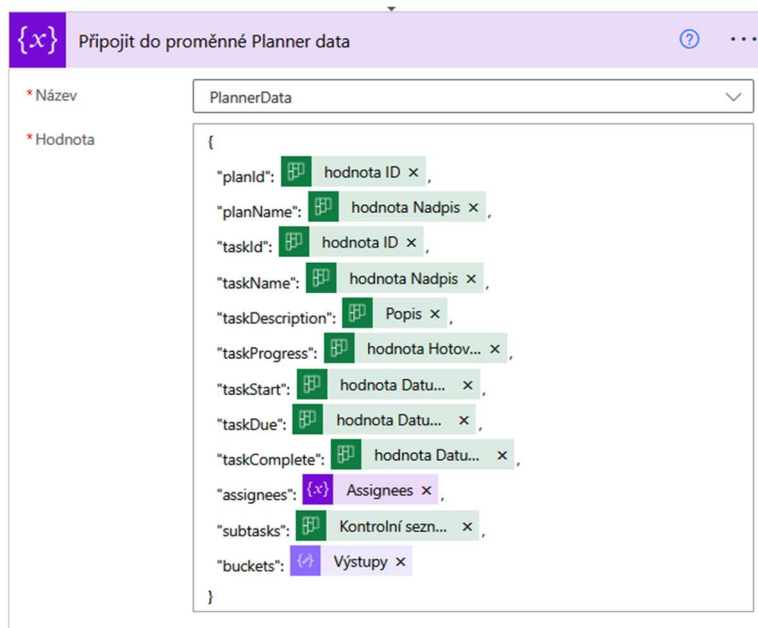 {x} Připojit do proměnné Planner data ? ...
*Název PlannerData
*Hodnota {
"planId": hodnota ID × ,
"planName": hodnota Nadpis × ,
"taskId": hodnota ID × ,
"taskName": hodnota Nadpis × ,
"taskDescription": Popis × ,
"taskProgress": hodnota Hotov... × ,
"taskStart": hodnota Datu... × ,
"taskDue": hodnota Datu... × ,
"taskComplete": hodnota Datu... × ,
"assignees": {x} Assignees × ,
"subtasks": Kontrolní sezn... × ,
"buckets": Výstupy ×
}